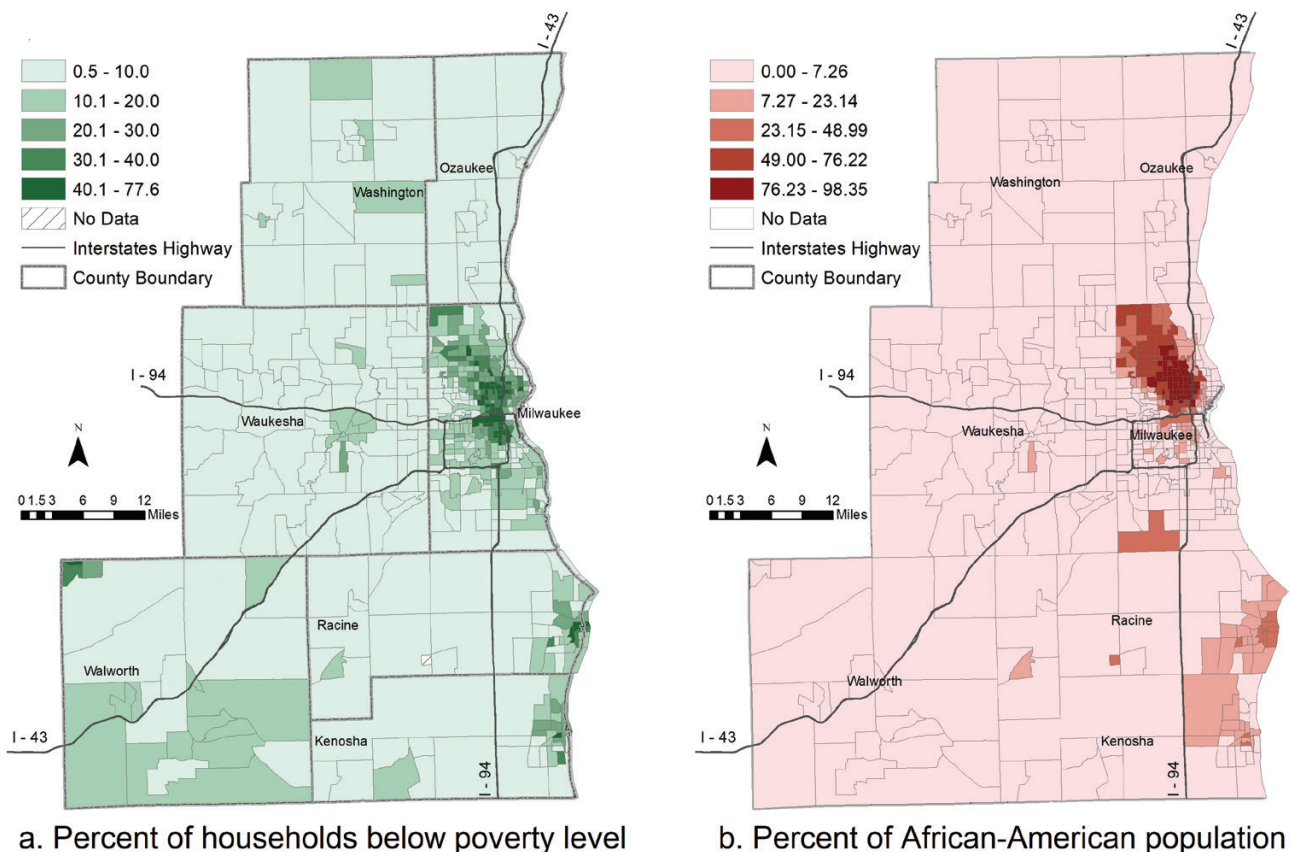 I - 43
0.5 - 10.0
10.1 - 20.0
20.1 - 30.0
30.1 - 40.0
40.1 - 77.6
No Data
Interstates Highway
County Boundary
Ozaukee
Washington
I - 94
Waukesha
Milwaukee
N
0 1.5 3 6 9 12
Miles
Racine
Walworth
I - 43
Kenosha
I - 94
a. Percent of households below poverty level
I - 43
0.00 - 7.26
7.27 - 23.14
23.15 - 48.99
49.00 - 76.22
76.23 - 98.35
No Data
Interstates Highway
County Boundary
Ozaukee
Washington
I - 94
Waukesha
Milwaukee
N
0 1.5 3 6 9 12
Miles
Racine
Walworth
I - 43
Kenosha
I - 94
b. Percent of African-American population